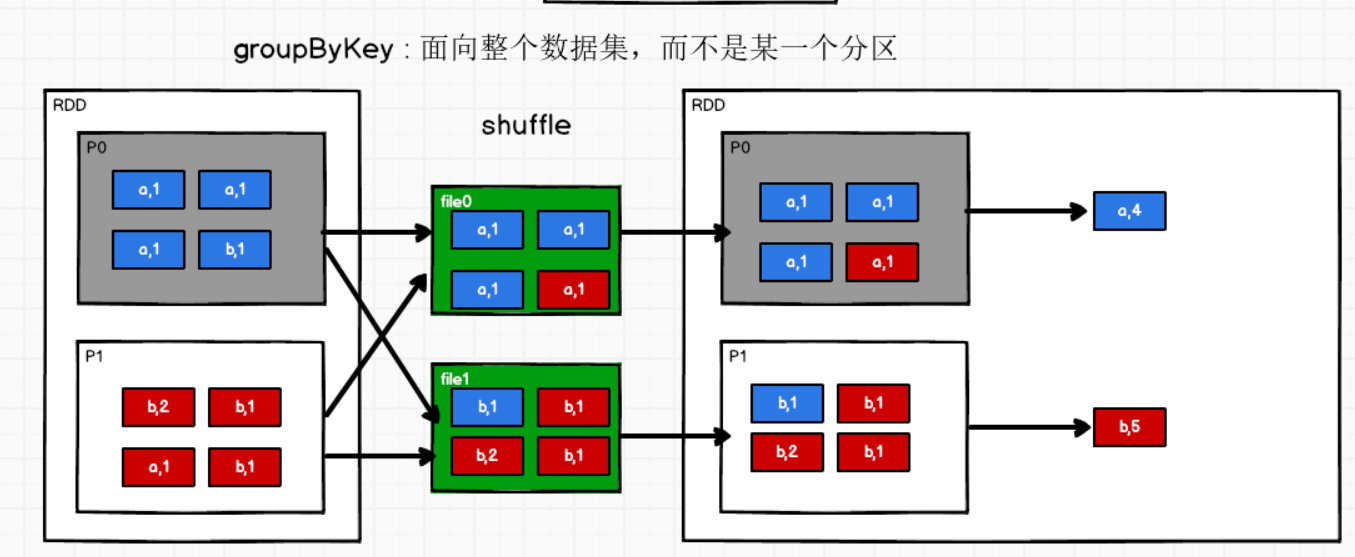 groupByKey : 面向整个数据集，而不是某一个分区
RDD
P0
a,1 a,1
a,1 b,1
P1
b,2 b,1
a,1 b,1
shuffle
file0
a,1 a,1
a,1 a,1
file1
b,1 b,1
b,2 b,1
RDD
P0
a,1 a,1
a,1 a,1
a,4
P1
b,1 b,1
b,2 b,1
b,5